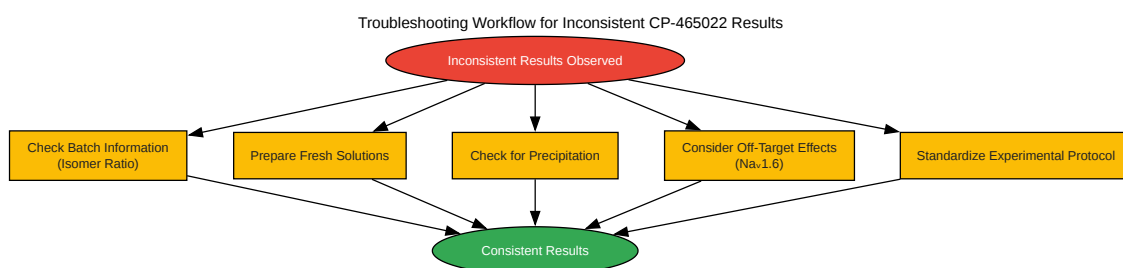 Troubleshooting Workflow for Inconsistent CP-465022 Results
Inconsistent Results Observed
Check Batch Information
(Isomer Ratio)
Prepare Fresh Solutions
Check for Precipitation
Consider Off-Target Effects
(Naᵥ1.6)
Standardize Experimental Protocol
Consistent Results